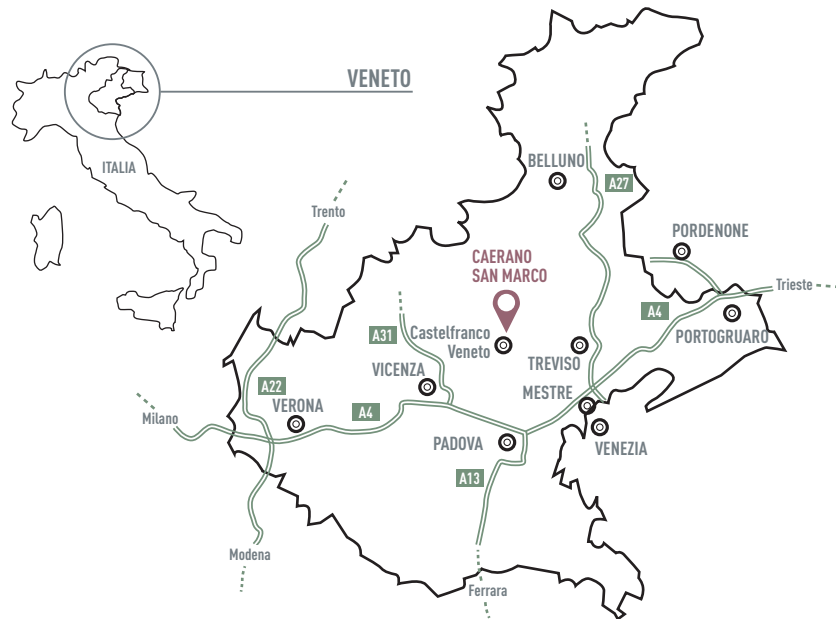 VENETO
ITALIA
BELLUNO
A27
Trento
PORDENONE
CAERANO
SAN MARCO
Trieste
A4
A31
Castelfranco
Veneto
PORTOGRUARO
TREVISO
VICENZA
A22
MESTRE
VERONA
A4
Milano
PADOVA
VENEZIA
A13
Modena
Ferrara